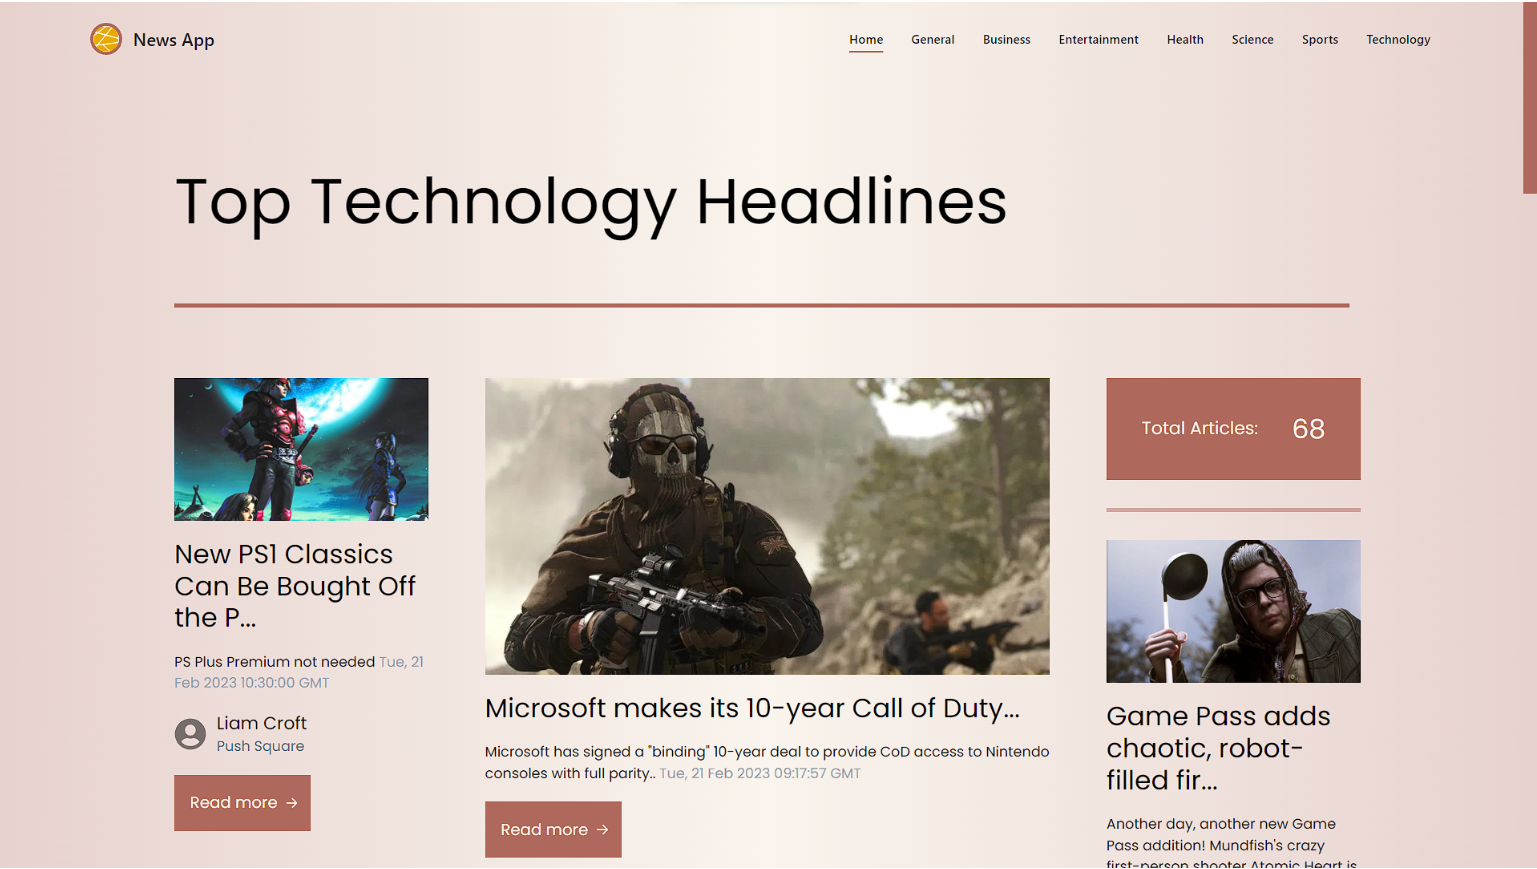 News App
Home General Business Entertainment Health Science Sports Technology
Top Technology Headlines
New PS1 Classics
Can Be Bought Off
the P...
PS Plus Premium not needed Tue, 21
Feb 2023 10:30:00 GMT
Liam Croft
Push Square
Read more →
Microsoft makes its 10-year Call of Duty...
Microsoft has signed a "binding" 10-year deal to provide CoD access to Nintendo
consoles with full parity.. Tue, 21 Feb 2023 09:17:57 GMT
Read more →
Total Articles: 68
Game Pass adds
chaotic, robot-
filled fir...
Another day, another new Game
Pass addition! Mundfish's crazy
first-person shooter Atomic Heart is